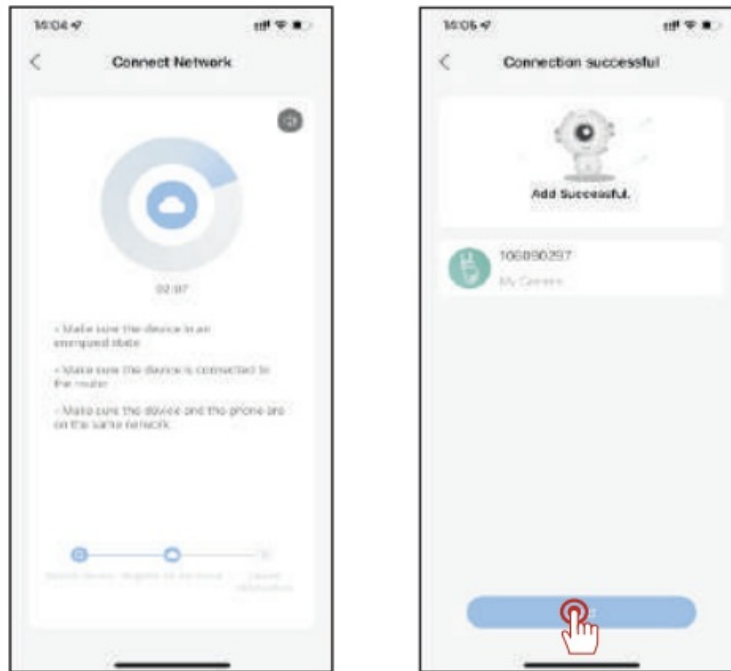 14:04
Connect Network
02:07
- Make sure the device in an
energized state
- Make sure the device is connected to
the router
- Make sure the device and the phone are
on the same network
14:05
Connection successful
Add Successful.
106090297
My Camera